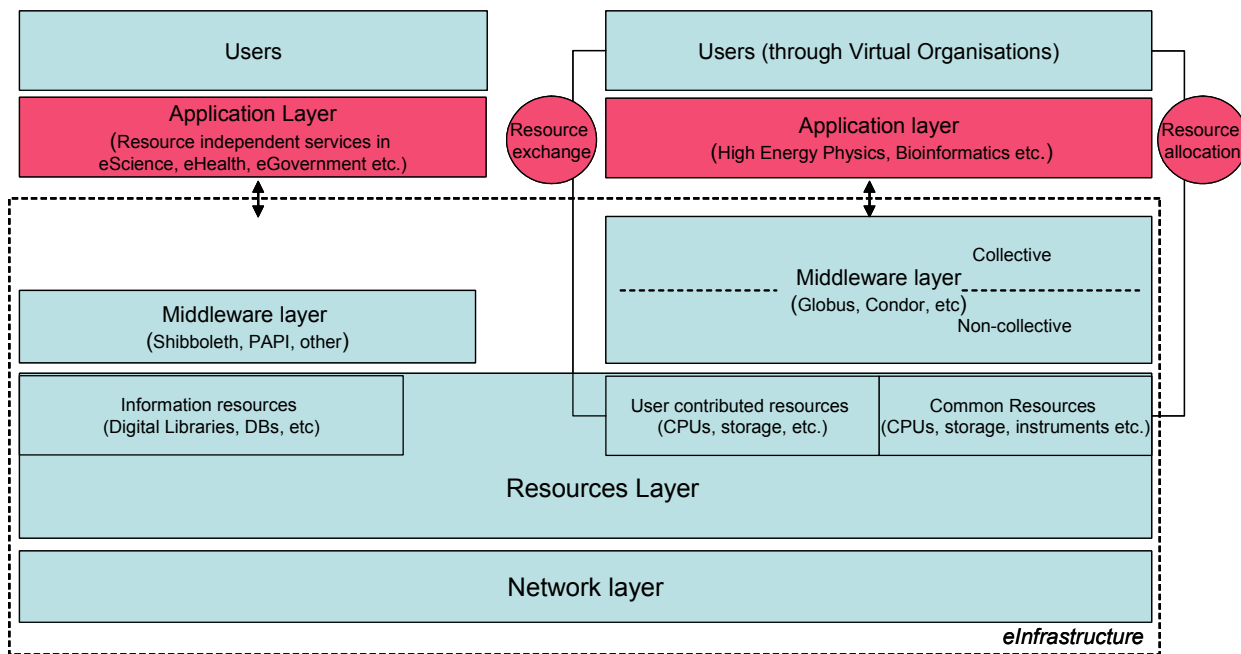 Users
Users (through Virtual Organisations)
Application Layer
(Resource independent services in
eScience, eHealth, eGovernment etc.)
Resource
exchange
Application layer
(High Energy Physics, Bioinformatics etc.)
Resource
allocation
Collective
Middleware layer
(Globus, Condor, etc)
Non-collective
Middleware layer
(Shibboleth, PAPI, other)
Information resources
(Digital Libraries, DBs, etc)
User contributed resources
(CPUs, storage, etc.)
Common Resources
(CPUs, storage, instruments etc.)
Resources Layer
Network layer
eInfrastructure